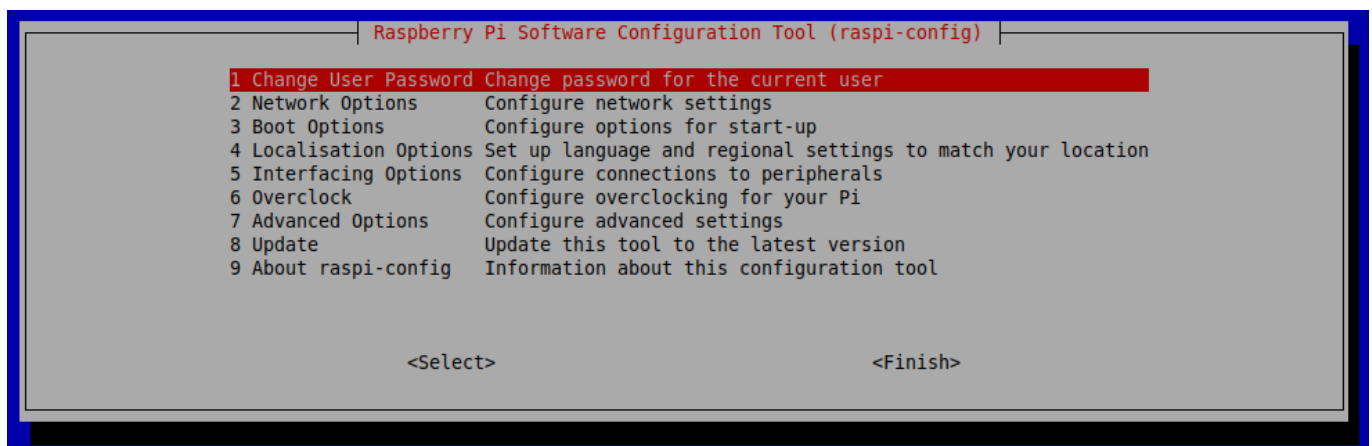 Raspberry Pi Software Configuration Tool (raspi-config)
1 Change User Password Change password for the current user
2 Network Options Configure network settings
3 Boot Options Configure options for start-up
4 Localisation Options Set up language and regional settings to match your location
5 Interfacing Options Configure connections to peripherals
6 Overclock Configure overclocking for your Pi
7 Advanced Options Configure advanced settings
8 Update Update this tool to the latest version
9 About raspi-config Information about this configuration tool
<Select> <Finish>